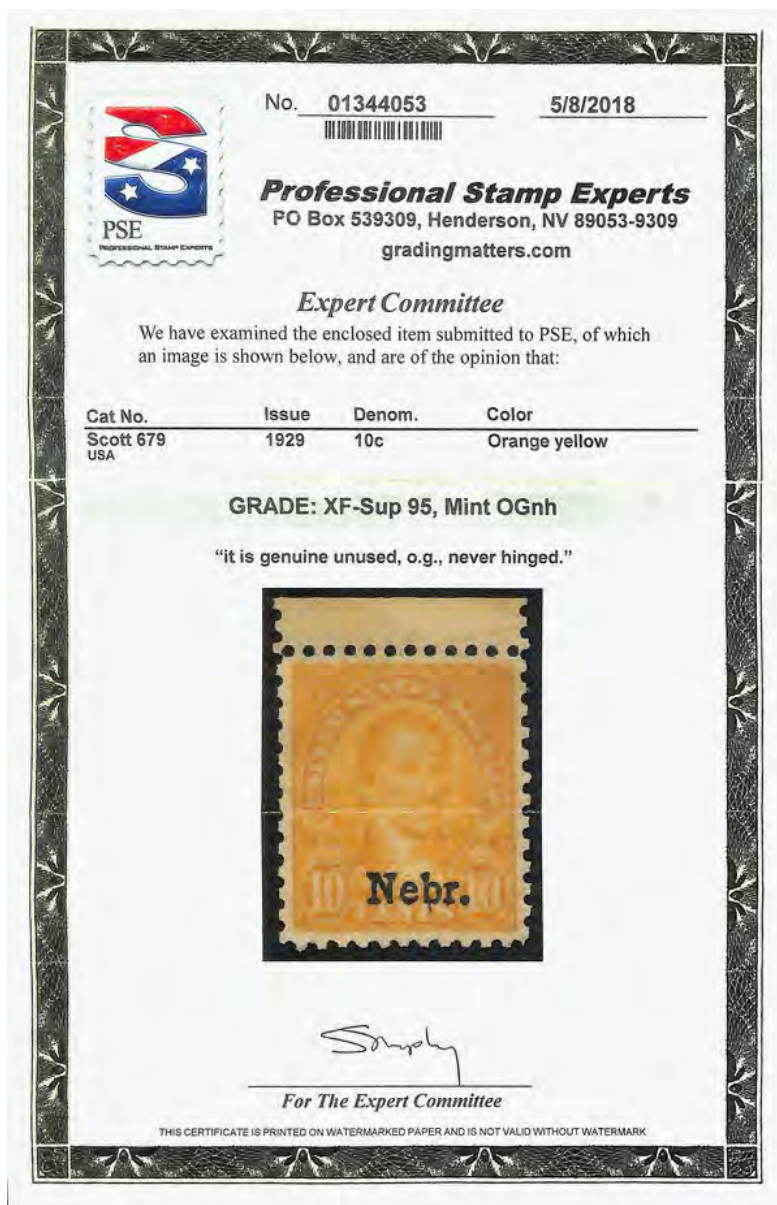 No. 01344053 5/8/2018
PSE
PROFESSIONAL STAMP EXPERTS
Professional Stamp Experts
PO Box 539309, Henderson, NV 89053-9309
gradingmatters.com
Expert Committee
We have examined the enclosed item submitted to PSE, of which
an image is shown below, and are of the opinion that:
Cat No. Issue Denom. Color
Scott 679 1929 10c Orange yellow
USA
GRADE: XF-Sup 95, Mint OGnh
“it is genuine unused, o.g., never hinged.”
10 Nebr. 10
CENTS
For The Expert Committee
THIS CERTIFICATE IS PRINTED ON WATERMARKED PAPER AND IS NOT VALID WITHOUT WATERMARK